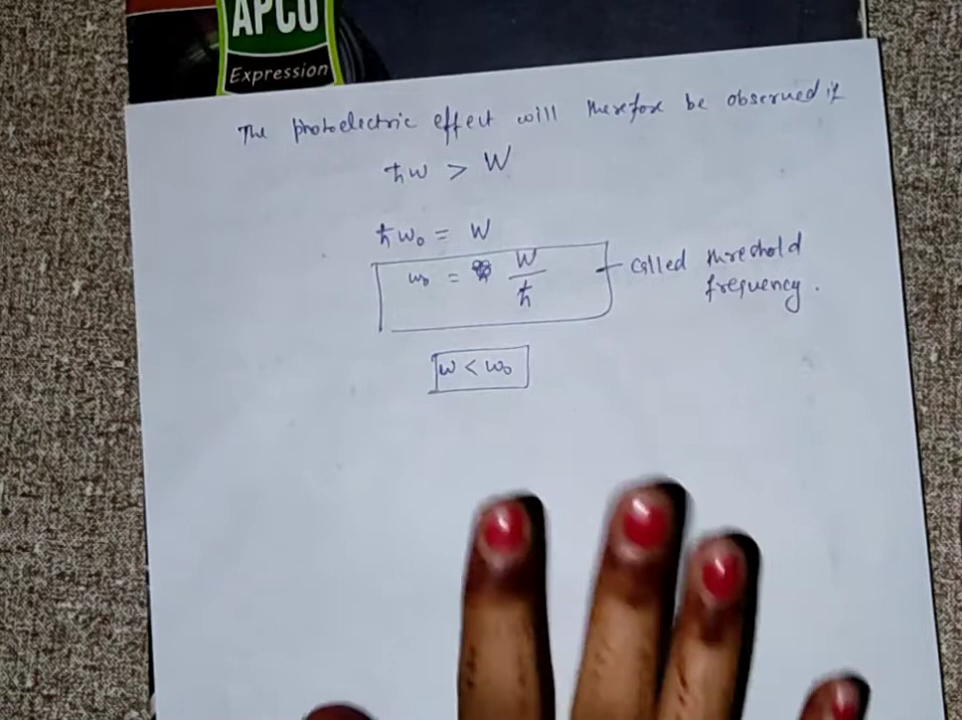 APCO
Expression
The photoelectric effect will therefore be observed if
ħω > W
ħω₀ = W
ω₀ = W/ħ called threshold
frequency.
ω < ω₀